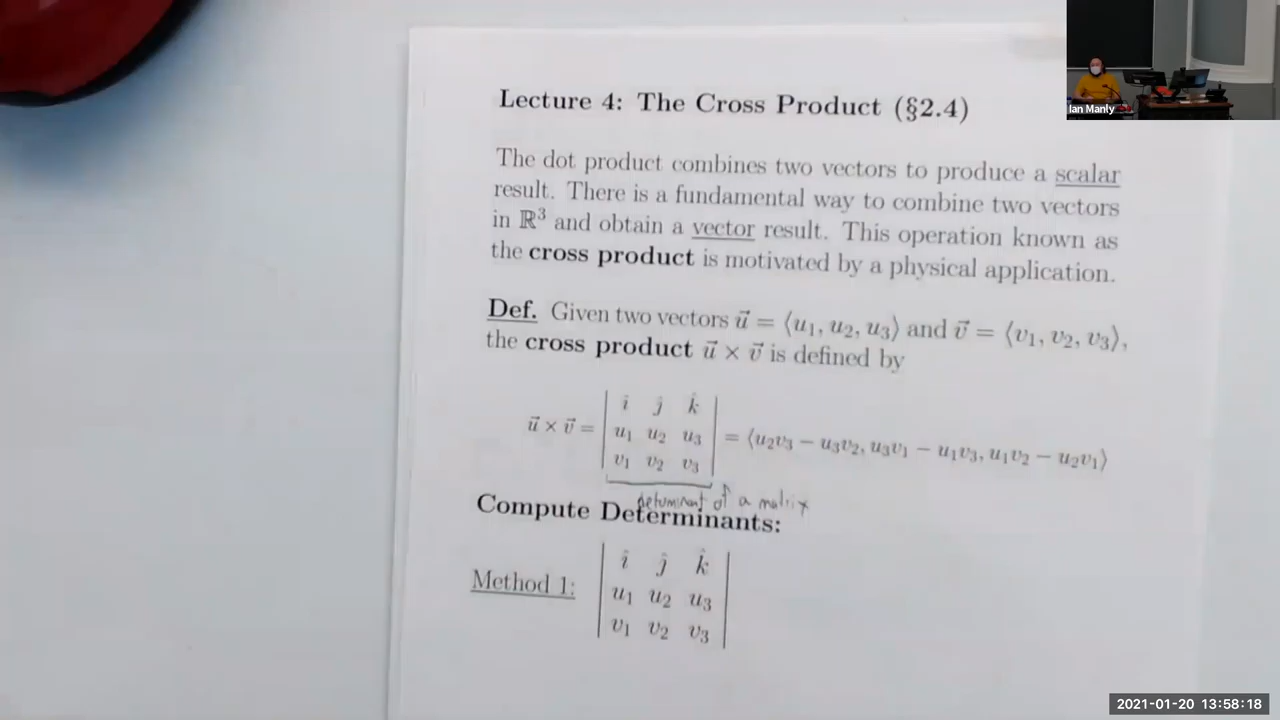 Lecture 4: The Cross Product (§2.4)
Ian Manly
The dot product combines two vectors to produce a scalar
result. There is a fundamental way to combine two vectors
in ℝ³ and obtain a vector result. This operation known as
the cross product is motivated by a physical application.
Def. Given two vectors u⃗ = ⟨u₁, u₂, u₃⟩ and v⃗ = ⟨v₁, v₂, v₃⟩,
the cross product u⃗ × v⃗ is defined by
î ĵ k̂
u⃗ × v⃗ = | u₁ u₂ u₃ | = ⟨u₂v₃ − u₃v₂, u₃v₁ − u₁v₃, u₁v₂ − u₂v₁⟩
v₁ v₂ v₃
determinant of a matrix
Compute Determinants:
î ĵ k̂
Method 1: | u₁ u₂ u₃ |
v₁ v₂ v₃
2021-01-20 13:58:18